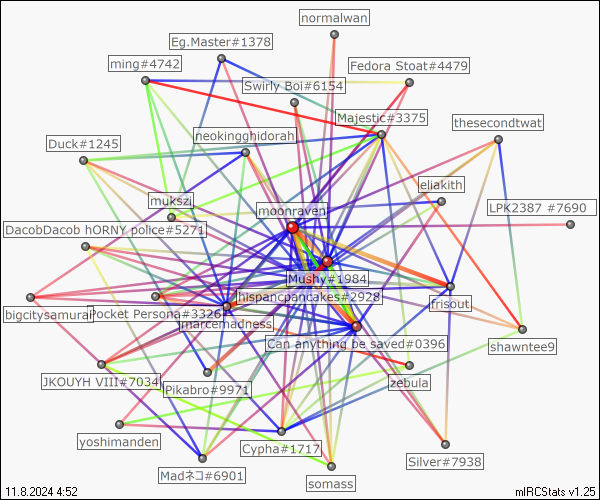 normalwan
Eg.Master#1378
ming#4742
Fedora Stoat#4479
Swirly Boi#6154
Majestic#3375
thesecondtwat
neokingghidorah
Duck#1245
eliakith
mukszi
moonraven
LPK2387 #7690
DacobDacob hORNY police#5271
Mushy#1984
hispancpancakes#2928
frisout
bigcitysamurai
Pocket Persona#3326
marcemadness
Can anything be saved#0396
shawntee9
JKOUYH VIII#7034
Pikabro#9971
zebula
yoshimanden
Cypha#1717
Silver#7938
Madネコ#6901
somass
11.8.2024 4:52
mIRCStats v1.25